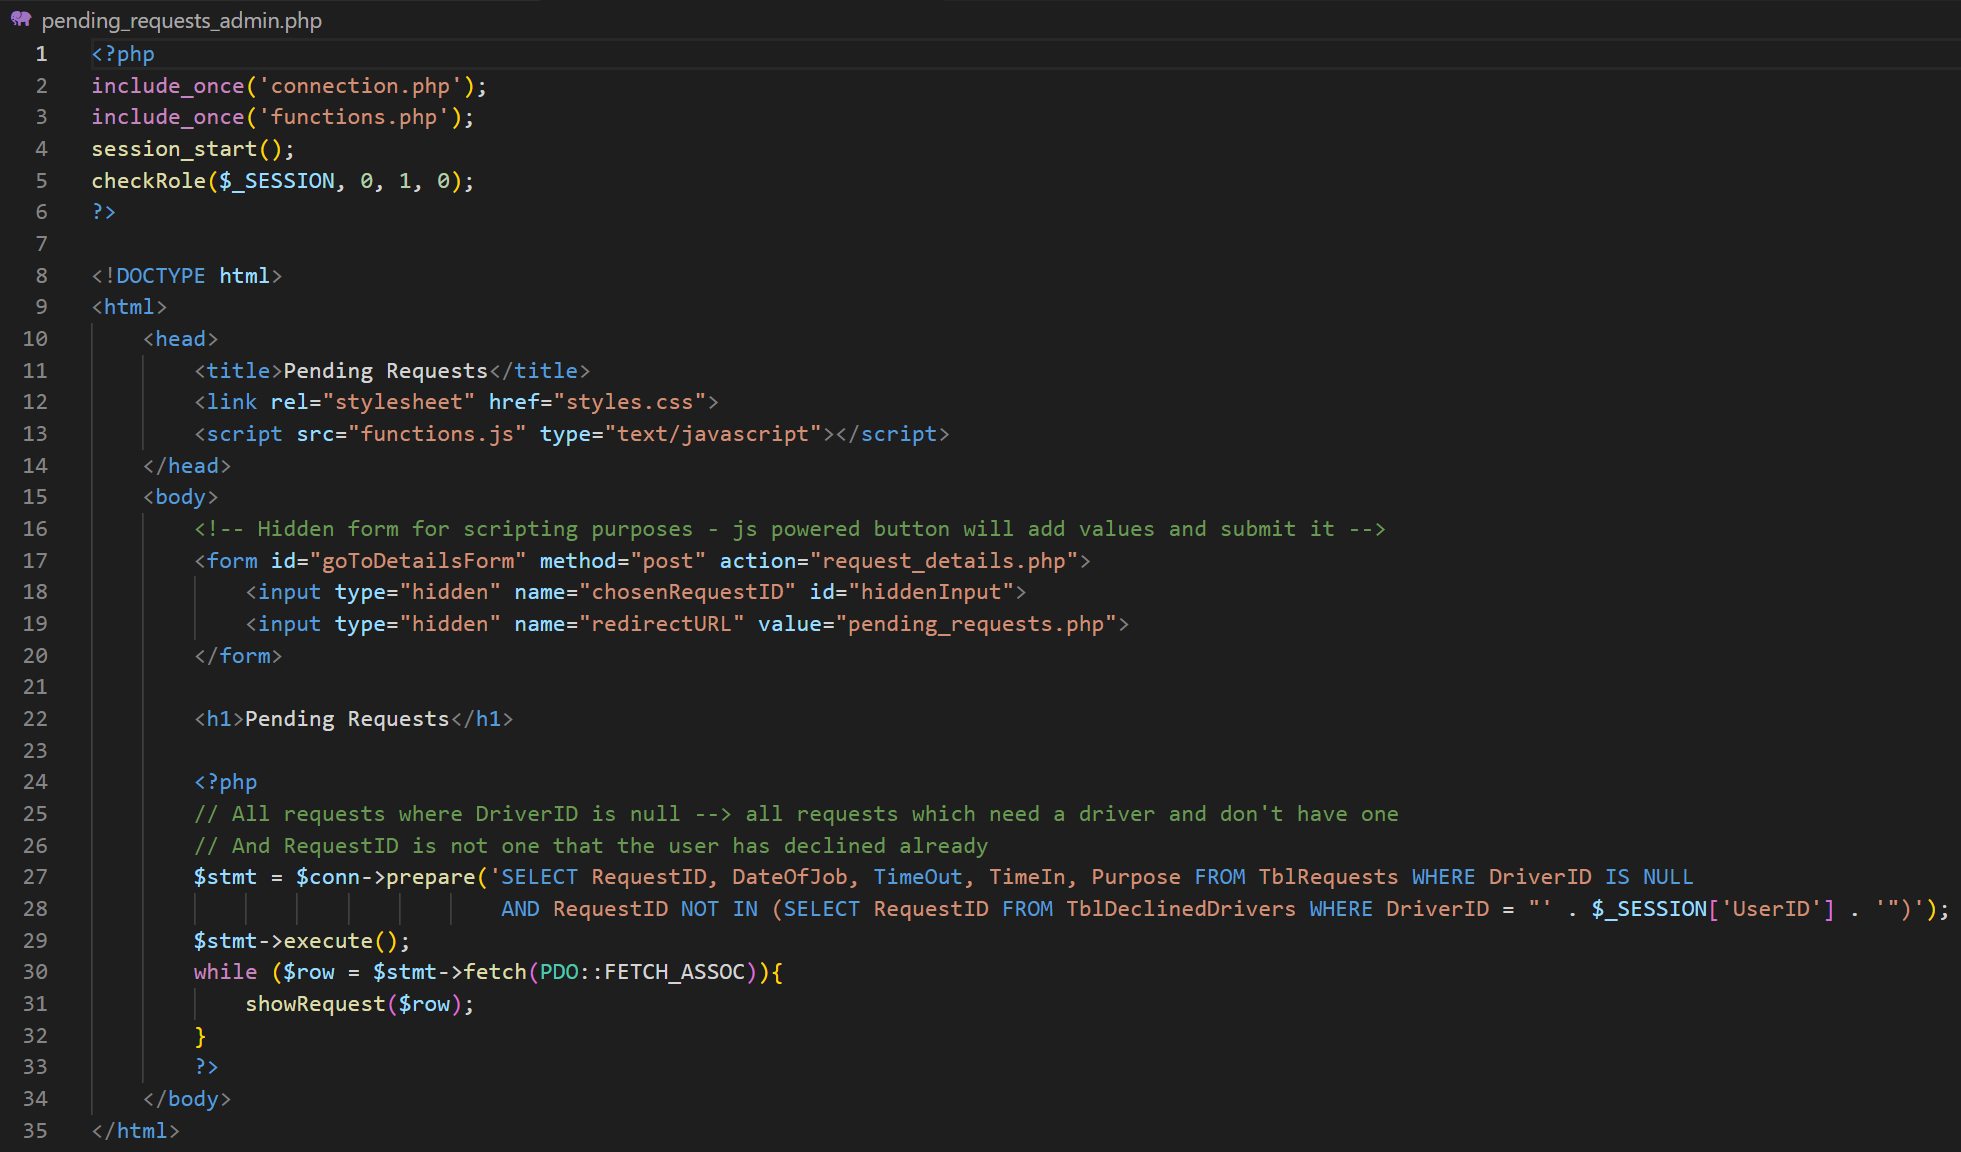 pending_requests_admin.php
1 <?php
2 include_once('connection.php');
3 include_once('functions.php');
4 session_start();
5 checkRole($_SESSION, 0, 1, 0);
6 ?>
7
8 <!DOCTYPE html>
9 <html>
10     <head>
11         <title>Pending Requests</title>
12         <link rel="stylesheet" href="styles.css">
13         <script src="functions.js" type="text/javascript"></script>
14     </head>
15     <body>
16         <!-- Hidden form for scripting purposes - js powered button will add values and submit it -->
17         <form id="goToDetailsForm" method="post" action="request_details.php">
18             <input type="hidden" name="chosenRequestID" id="hiddenInput">
19             <input type="hidden" name="redirectURL" value="pending_requests.php">
20         </form>
21
22         <h1>Pending Requests</h1>
23
24         <?php
25         // All requests where DriverID is null --> all requests which need a driver and don't have one
26         // And RequestID is not one that the user has declined already
27         $stmt = $conn->prepare('SELECT RequestID, DateOfJob, TimeOut, TimeIn, Purpose FROM TblRequests WHERE DriverID IS NULL
28                                 AND RequestID NOT IN (SELECT RequestID FROM TblDeclinedDrivers WHERE DriverID = "' . $_SESSION['UserID'] . '")');
29         $stmt->execute();
30         while ($row = $stmt->fetch(PDO::FETCH_ASSOC)){
31             showRequest($row);
32         }
33         ?>
34     </body>
35 </html>